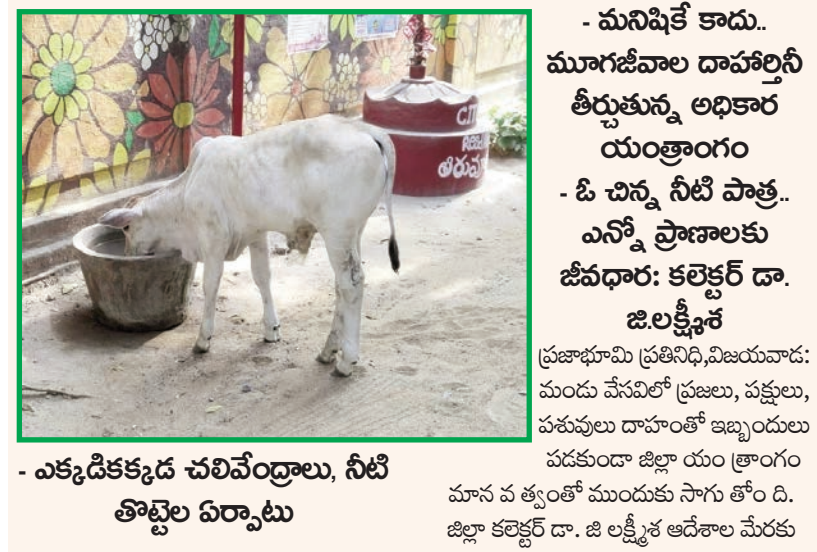 - మనిషికే కాదు..
మూగజీవాల దాహార్తినీ
తీర్చుతున్న అధికార
యంత్రాంగం
- ఓ చిన్న నీటి పాత్ర..
ఎన్నో ప్రాణాలకు
జీవధార: కలెక్టర్ డా.
జి.లక్ష్మీశ
- ఎక్కడికక్కడ చలివేంద్రాలు, నీటి
తొట్టెల ఏర్పాటు
ప్రజాభూమి ప్రతినిధి,విజయవాడ:
మండు వేసవిలో ప్రజలు, పక్షులు,
పశువులు దాహంతో ఇబ్బందులు
పడకుండా జిల్లా యం త్రాంగం
మాన వ త్వంతో ముందుకు సాగు తోం ది.
జిల్లా కలెక్టర్ డా. జి లక్ష్మీశ ఆదేశాల మేరకు